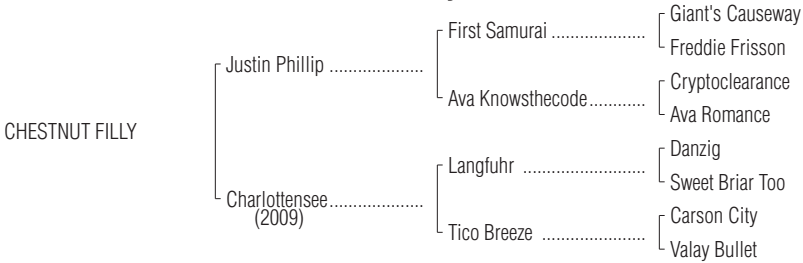 Giant's Causeway
First Samurai .....................
Freddie Frisson
Justin Phillip .....................
Cryptoclearance
Ava Knowsthecode.............
Ava Romance
CHESTNUT FILLY
Danzig
Langfuhr ...........................
Sweet Briar Too
Charlottensee.....................
(2009)
Carson City
Tico Breeze .......................
Valay Bullet